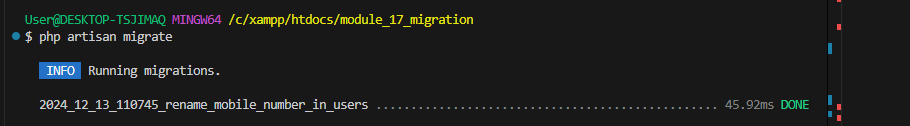 User@DESKTOP-TSJIMAQ MINGW64 /c/xampp/htdocs/module_17_migration
$ php artisan migrate
INFO Running migrations.
2024_12_13_110745_rename_mobile_number_in_users ................................................ 45.92ms DONE